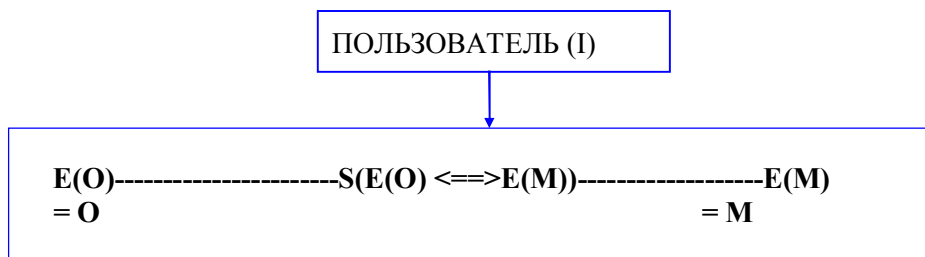 ПОЛЬЗОВАТЕЛЬ (I)
E(O)-----------------------S(E(O) <==>E(M))-------------------E(M)
= O = M